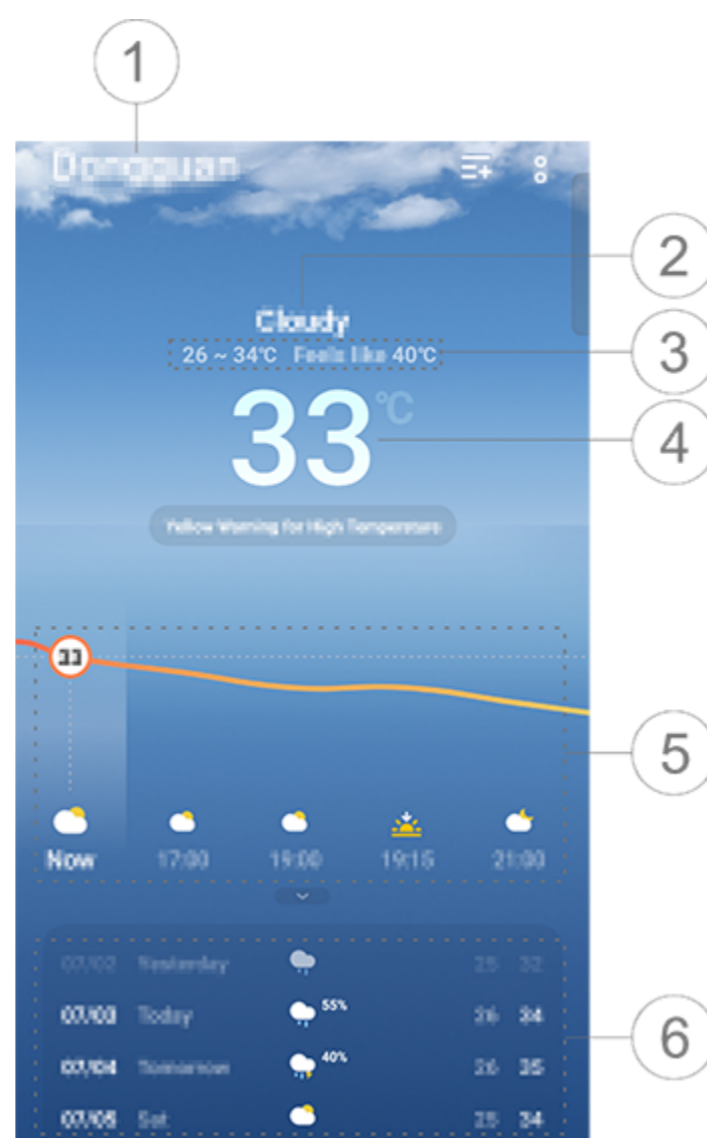 1
Dongguan
2
Cloudy
3
26 ~ 34℃ Feels like 40℃
33℃
4
Yellow Warning for High Temperature
33
5
Now 17:00 19:00 19:15 21:00
07/02 Yesterday 25 32
07/03 Today 55% 26 34
07/04 Tomorrow 40% 26 35
6
07/05 Sat 25 34